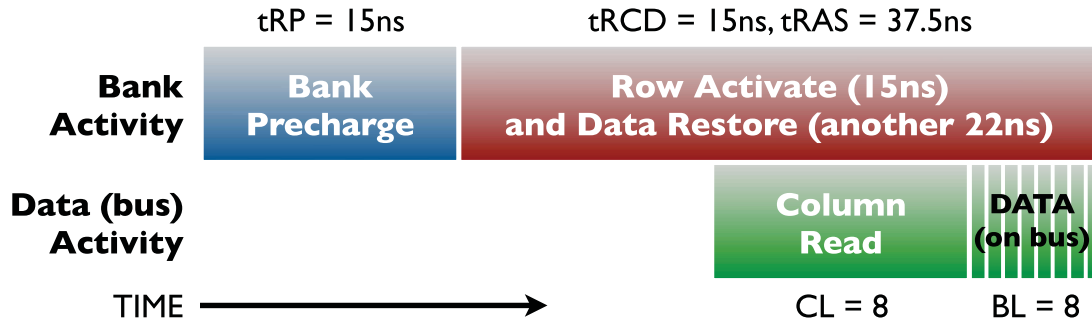 tRP = 15ns
tRCD = 15ns, tRAS = 37.5ns
Bank
Activity
Bank
Precharge
Row Activate (15ns)
and Data Restore (another 22ns)
Data (bus)
Activity
Column
Read
DATA
(on bus)
TIME
CL = 8
BL = 8